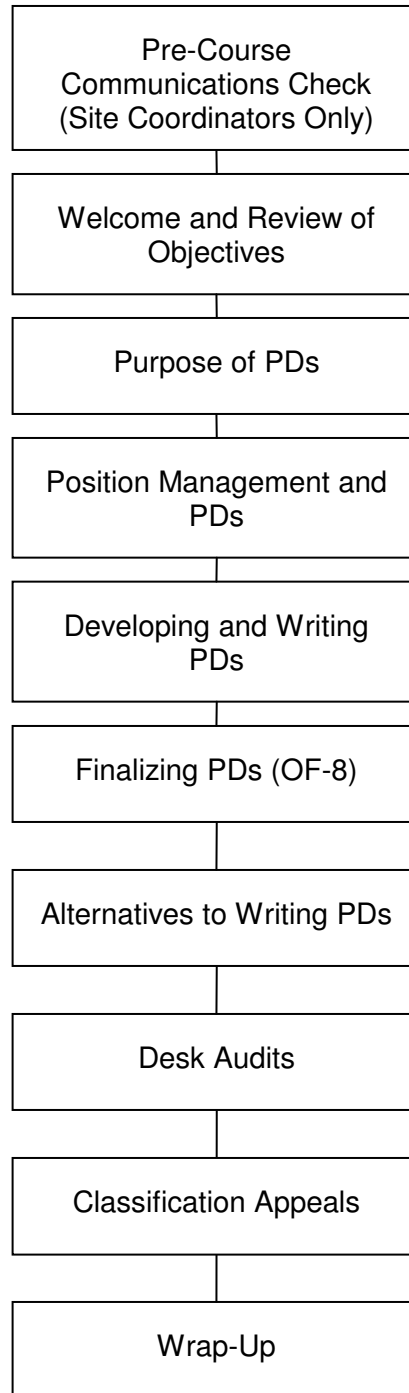 Pre-Course
Communications Check
(Site Coordinators Only)
Welcome and Review of
Objectives
Purpose of PDs
Position Management and
PDs
Developing and Writing
PDs
Finalizing PDs (OF-8)
Alternatives to Writing PDs
Desk Audits
Classification Appeals
Wrap-Up